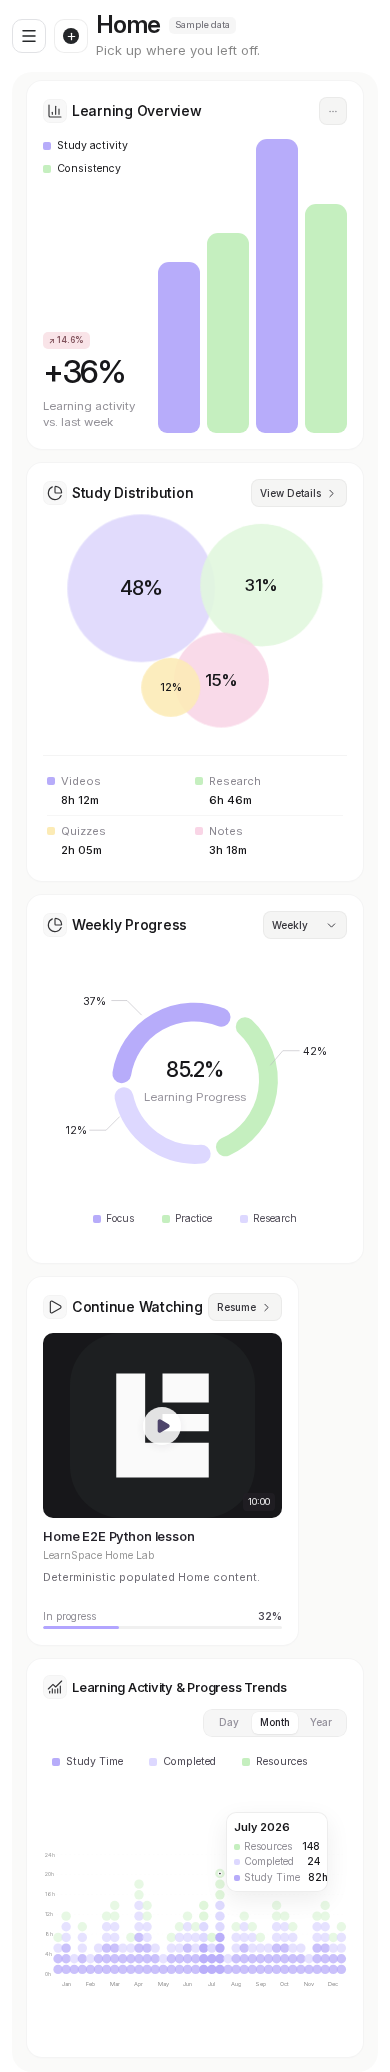 Home Sample data
Pick up where you left off.
Learning Overview ...
Study activity
Consistency
14.6%
+36%
Learning activity
vs. last week
Study Distribution View Details
48%
31%
15%
12%
Videos Research
8h 12m 6h 46m
Quizzes Notes
2h 05m 3h 18m
Weekly Progress Weekly
37%
42%
85.2%
Learning Progress
12%
Focus Practice Research
Continue Watching Resume
10:00
Home E2E Python lesson
LearnSpace Home Lab
Deterministic populated Home content.
In progress 32%
Learning Activity & Progress Trends
Day Month Year
Study Time Completed Resources
July 2026
Resources 148
Completed 24
Study Time 82h
24h
20h
16h
12h
8h
4h
0h
Jan Feb Mar Apr May Jun Jul Aug Sep Oct Nov Dec